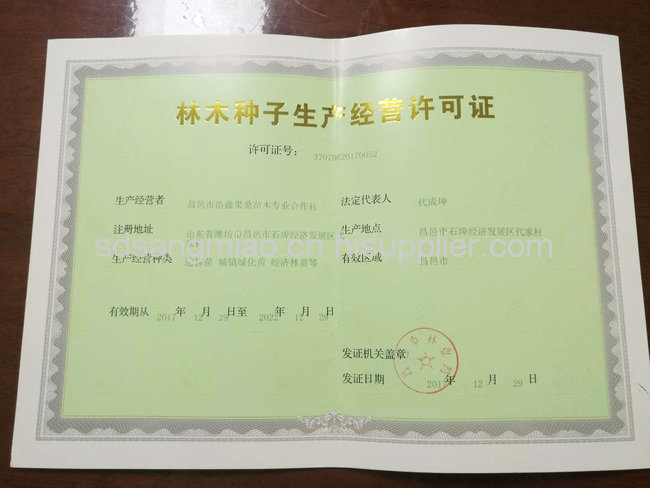 林木种子生产经营许可证
许可证号: 37078620170052
生产经营者 昌邑市浩鑫果桑苗木专业合作社
注册地址 山东省潍坊市昌邑市石埠经济发展区
生产经营种类 造林苗 城镇绿化苗 经济林苗等
有效期从 2017 年 12 月 29 日至 2022 年 12 月 29 日
法定代表人 代成坤
生产地点 昌邑市石埠经济发展区代家村
有效区域 昌邑市
发证机关盖章
发证日期 2017 年 12 月 29 日
sdsangmiao.cn.chisupplier.com